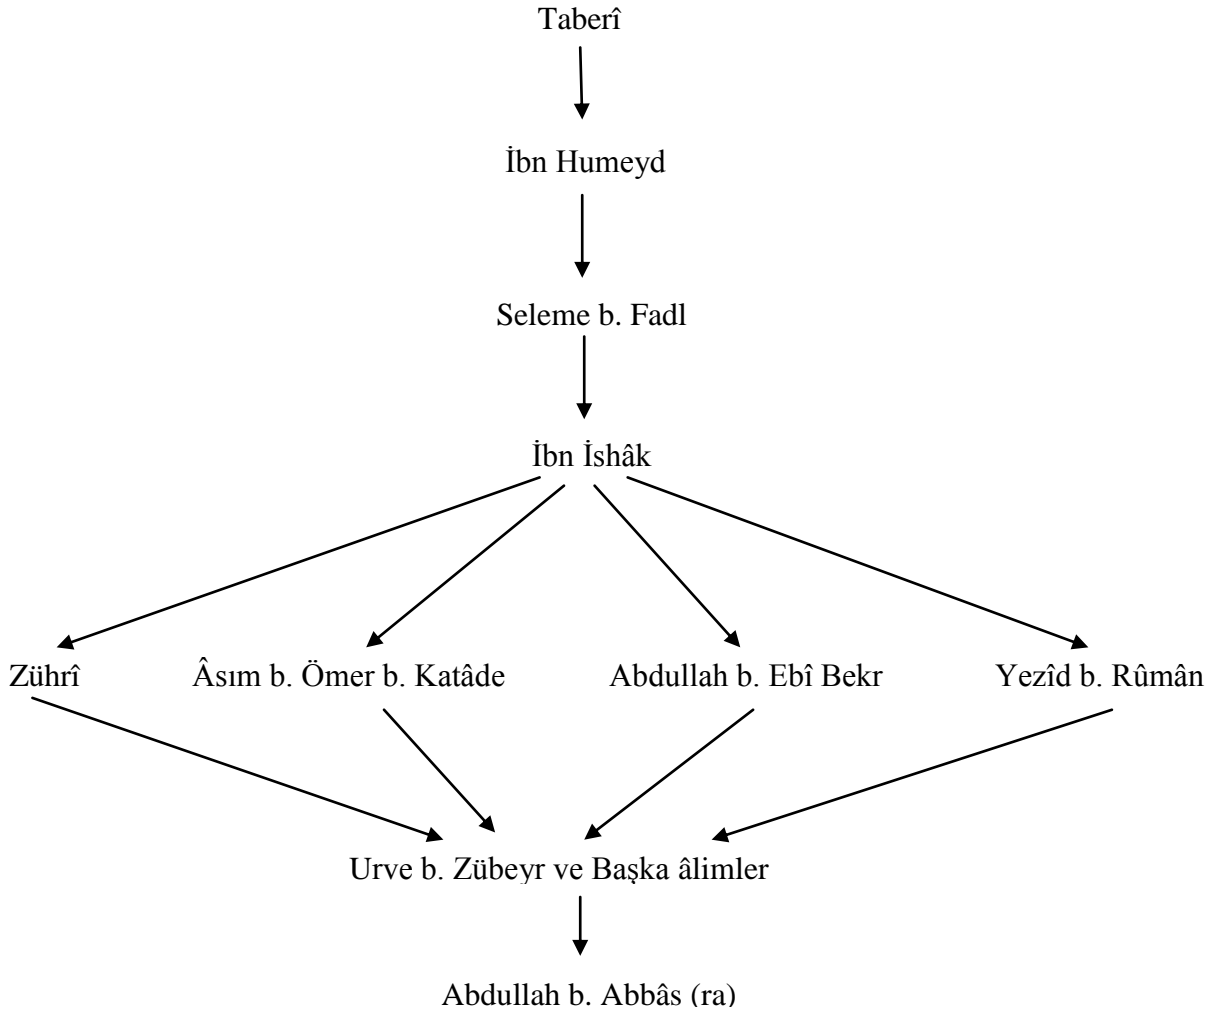 Taberî
İbn Humeyd
Seleme b. Fadl
İbn İshâk
Zührî
Âsım b. Ömer b. Katâde
Abdullah b. Ebî Bekr
Yezîd b. Rûmân
Urve b. Zübeyr ve Başka âlimler
Abdullah b. Abbâs (ra)